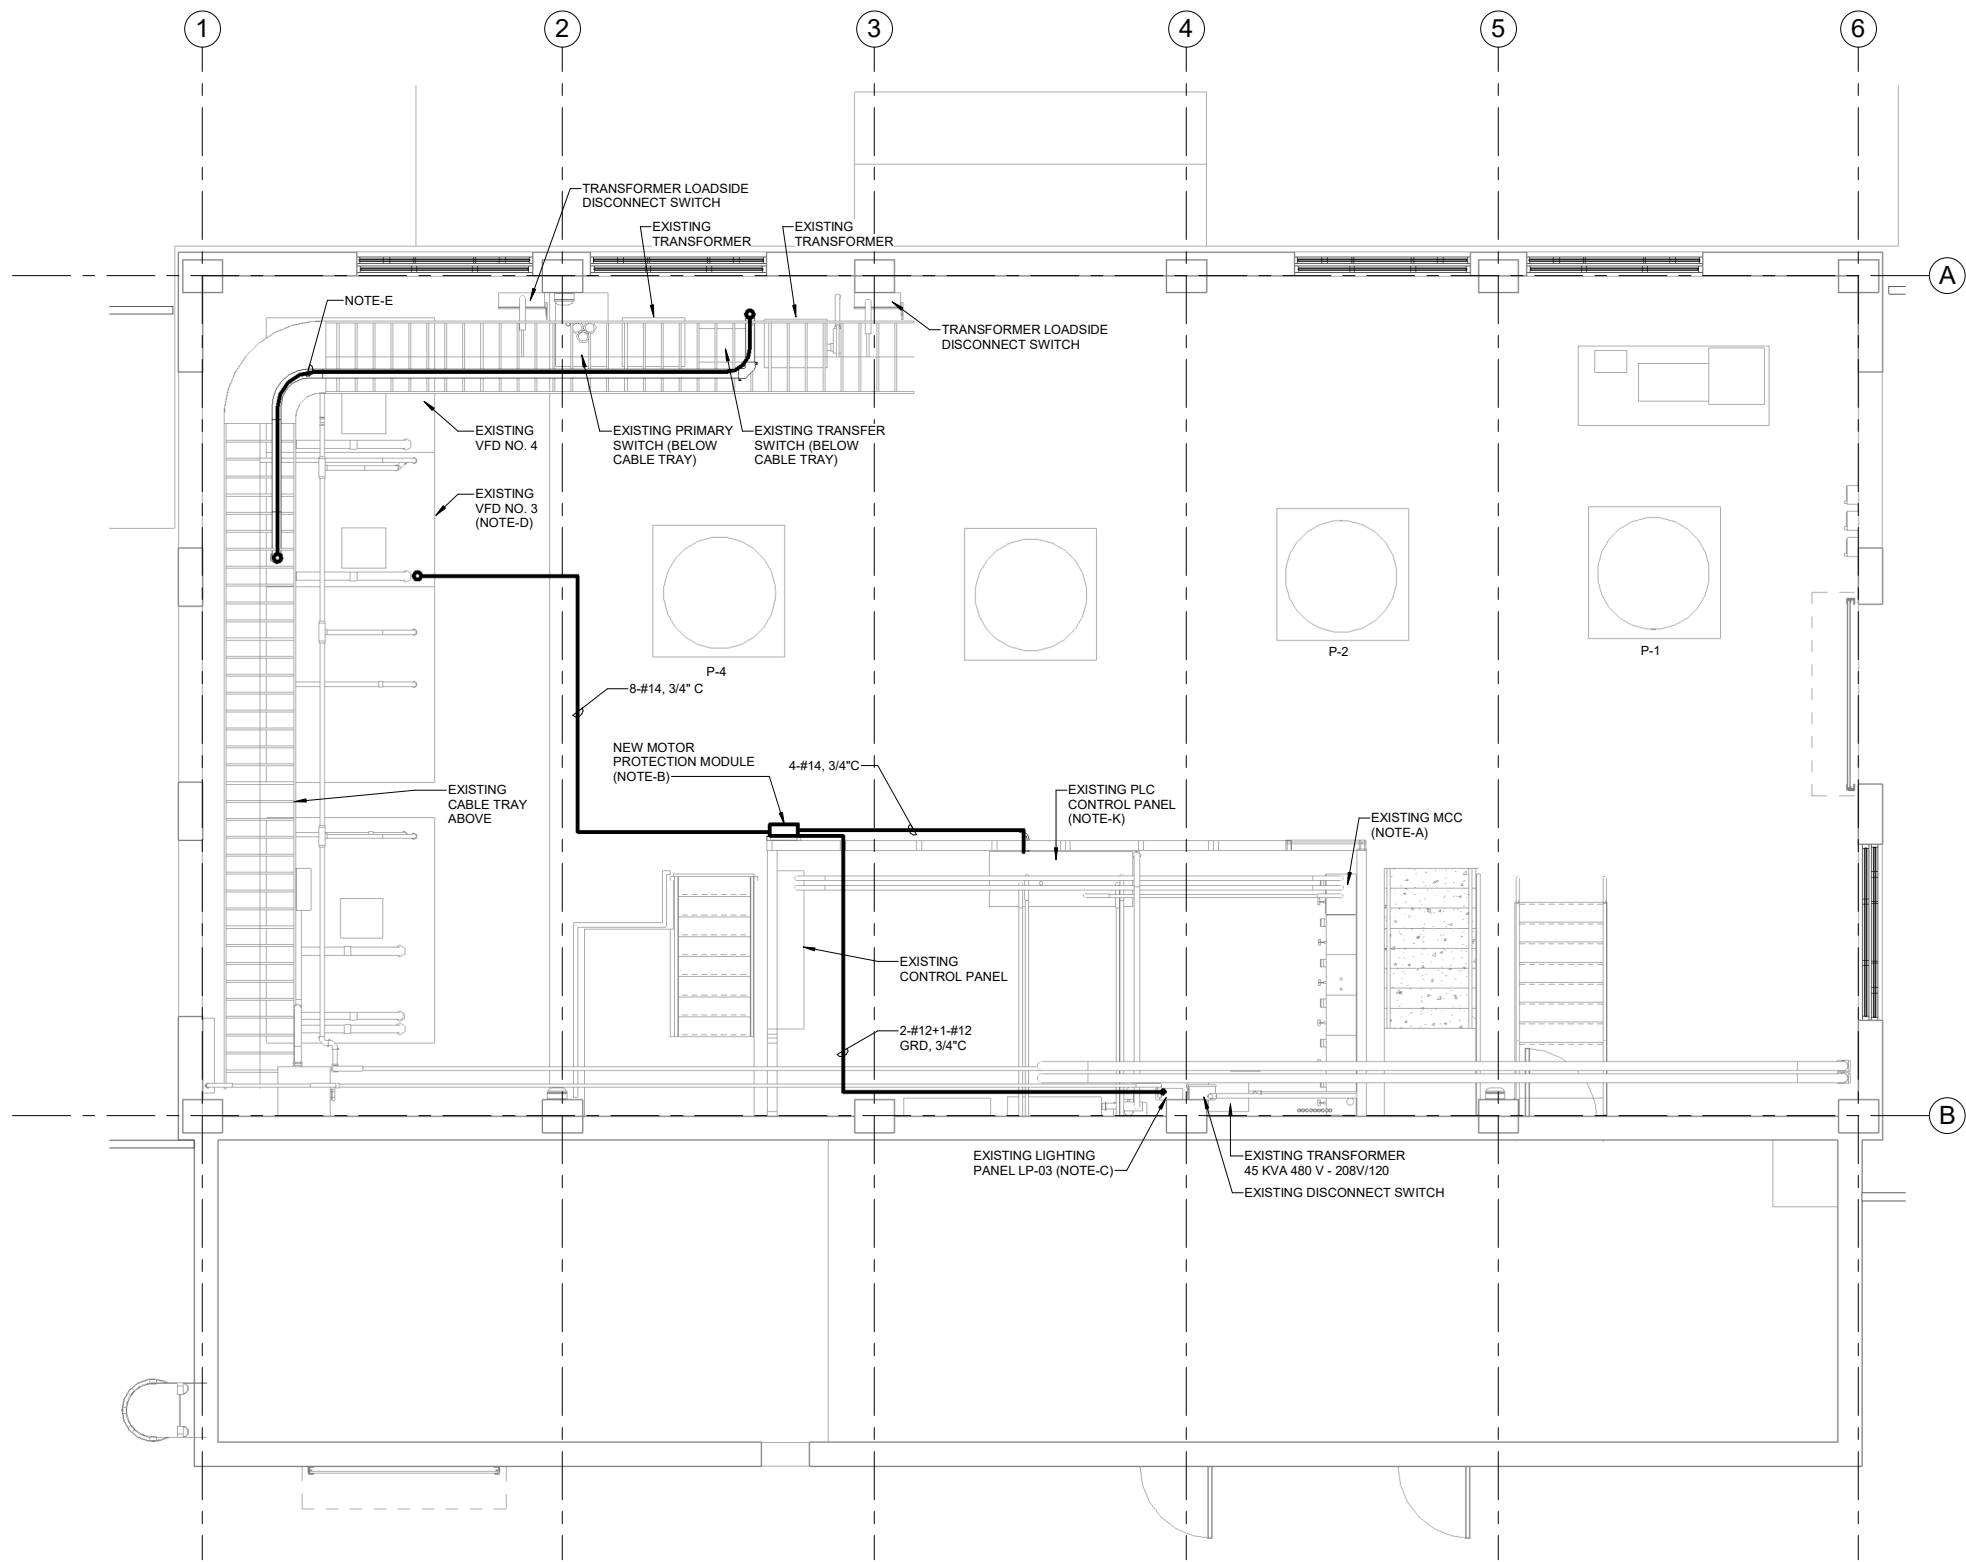 1
2
3
4
5
6
TRANSFORMER LOADSIDE
DISCONNECT SWITCH
EXISTING
TRANSFORMER
EXISTING
TRANSFORMER
A
NOTE-E
TRANSFORMER LOADSIDE
DISCONNECT SWITCH
EXISTING
VFD NO. 4
EXISTING PRIMARY
SWITCH (BELOW
CABLE TRAY)
EXISTING TRANSFER
SWITCH (BELOW
CABLE TRAY)
EXISTING
VFD NO. 3
(NOTE-D)
P-4
P-2
P-1
8-#14, 3/4" C
NEW MOTOR
PROTECTION MODULE
(NOTE-B)
4-#14, 3/4"C
EXISTING
CABLE TRAY
ABOVE
EXISTING PLC
CONTROL PANEL
(NOTE-K)
EXISTING MCC
(NOTE-A)
EXISTING
CONTROL PANEL
2-#12+1-#12
GRD, 3/4"C
B
EXISTING LIGHTING
PANEL LP-03 (NOTE-C)
EXISTING TRANSFORMER
45 KVA 480 V - 208V/120
EXISTING DISCONNECT SWITCH